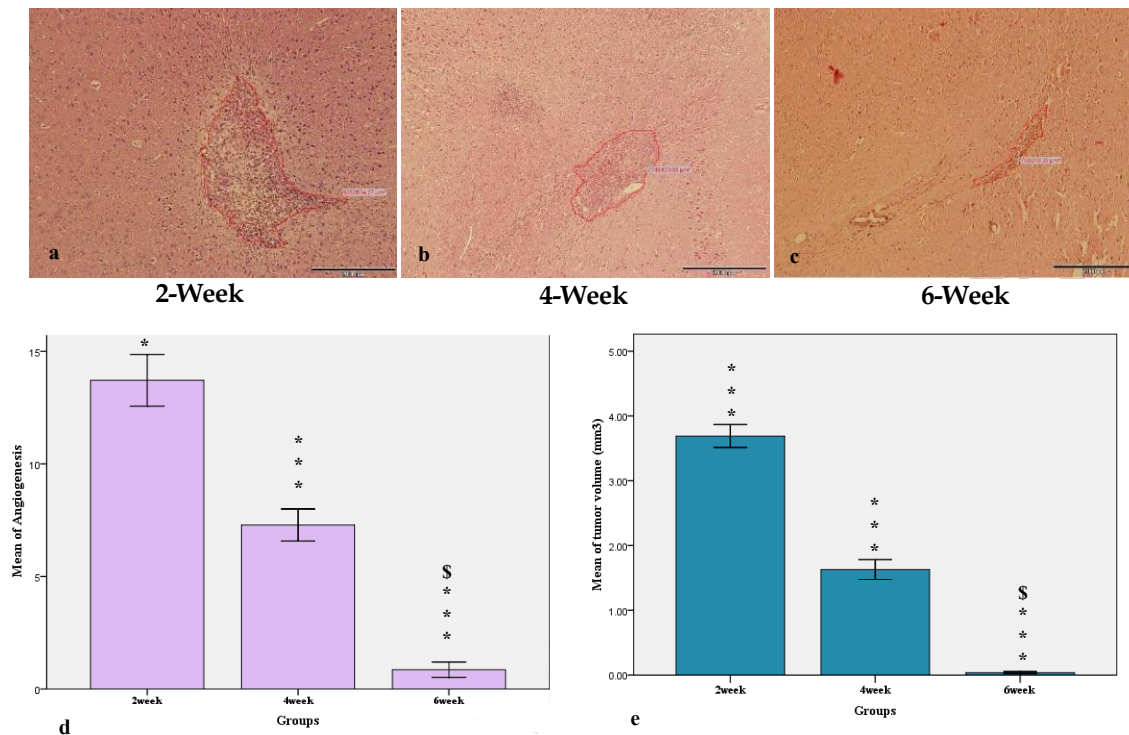 a
b
c
2-Week
4-Week
6-Week
15
10
5
0
Mean of Angiogenesis
*
*
*
*
$
*
*
*
2week
4week
6week
Groups
d
5.00
4.00
3.00
2.00
1.00
0.00
Mean of tumor volume (mm3)
*
*
*
*
*
*
$
*
*
*
2week
4week
6week
Groups
e